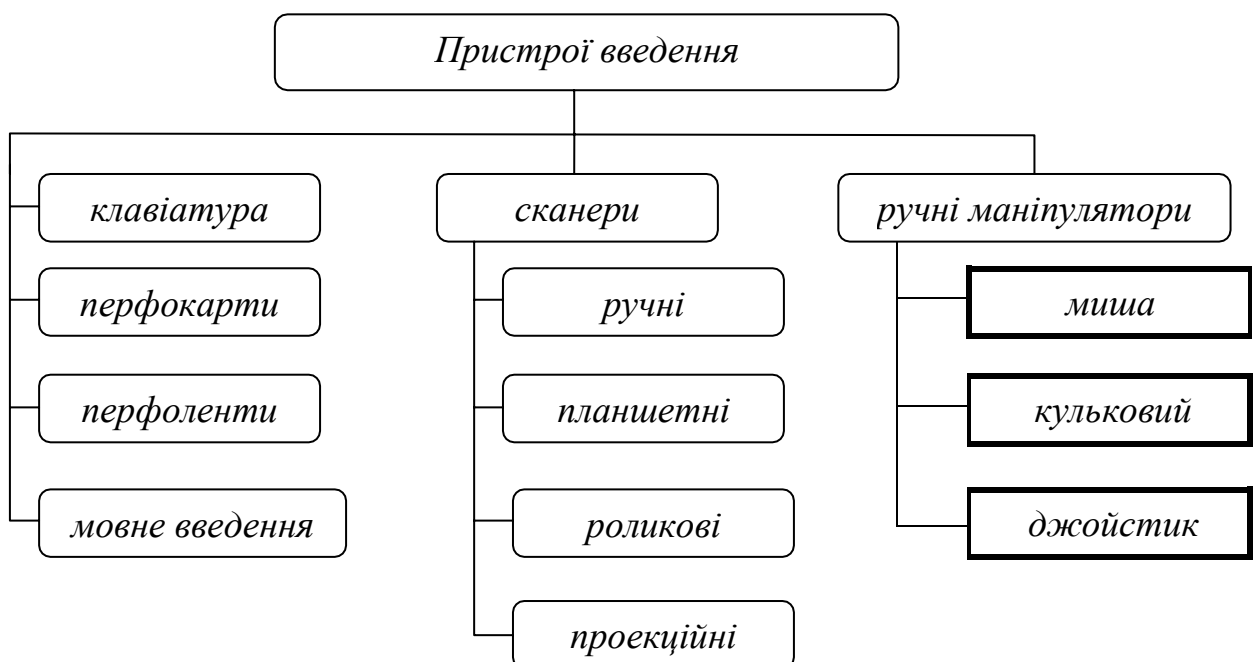 Пристрої введення
клавіатура
перфокарти
перфоленти
мовне введення
сканери
ручні
планшетні
роликові
проекційні
ручні маніпулятори
миша
кульковий
джойстик